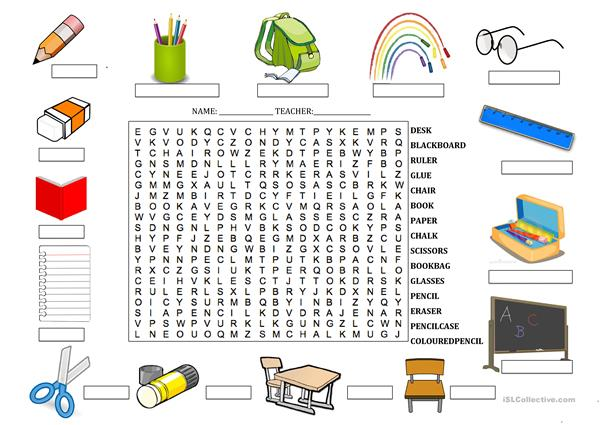 NAME: ____________ TEACHER:____________
E G V U K Q C V C H Y M T P Y K E M P S
V K V O D Y C Z O N D Y C A S X K V R Q
T C H A I R O W Z E K D T P E B W Y B P
G N S M D N L L L R Y M A E R I Z F B O
C Y N E E J O T C R R K E R A S V I L Z
G M M G X A U L T Q S O S A S C B R K W
J M Z M B I R T D C Y F T I E I L G F K
B O O K A V E G R K C V M Q R S A O L A
W V G C E Y D S M G L A S S E S C Z R A
S D N G N L P H V B K S O D C O K Y P S
H Y P F J Z E B Q E G M D X A R B Z C U
B V E Y N D N G W B I Z G X C S O V L E
Y P N N P E C L M T P U T K B P A C N F
R X C Z G S I U K T P E R Q O B R L L O
C E I H V K L E S C T J T T O K D R S K
R U L E R L S X L P B R Y J K D X N E L
O I C Y S U R M B Q B Y I N B I Z Y Q Y
S I A P E N C I L K D V D R A J E N A R
V P S W P V U R K L K G U N G Z L C W N
L N E O U O Q M Z S M C H A L K M U G J
DESK
BLACKBOARD
RULER
GLUE
CHAIR
BOOK
PAPER
CHALK
SCISSORS
BOOKBAG
GLASSES
PENCIL
ERASER
PENCILCASE
COLOUREDPENCIL
A B C
iSLCollective.com